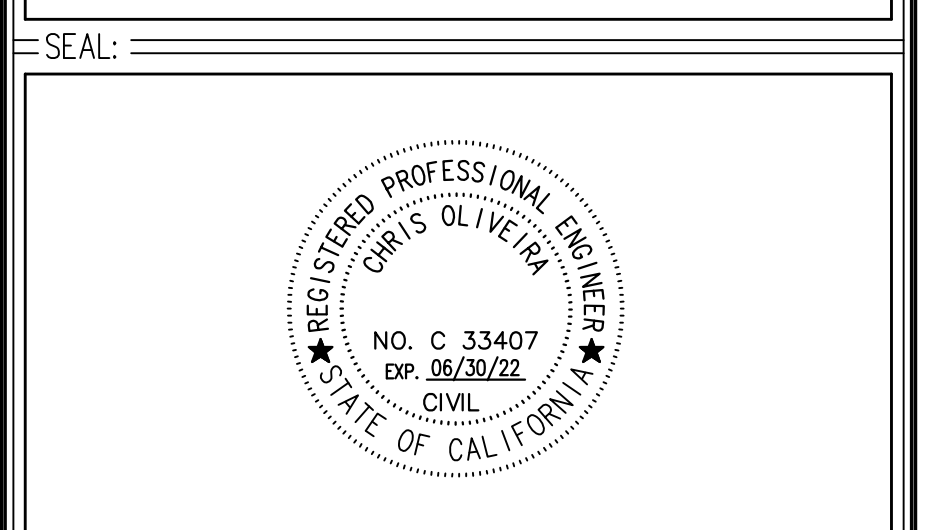 SEAL:
REGISTERED PROFESSIONAL ENGINEER
CHRIS OLIVEIRA
NO. C 33407
EXP. 06/30/22
CIVIL
STATE OF CALIFORNIA